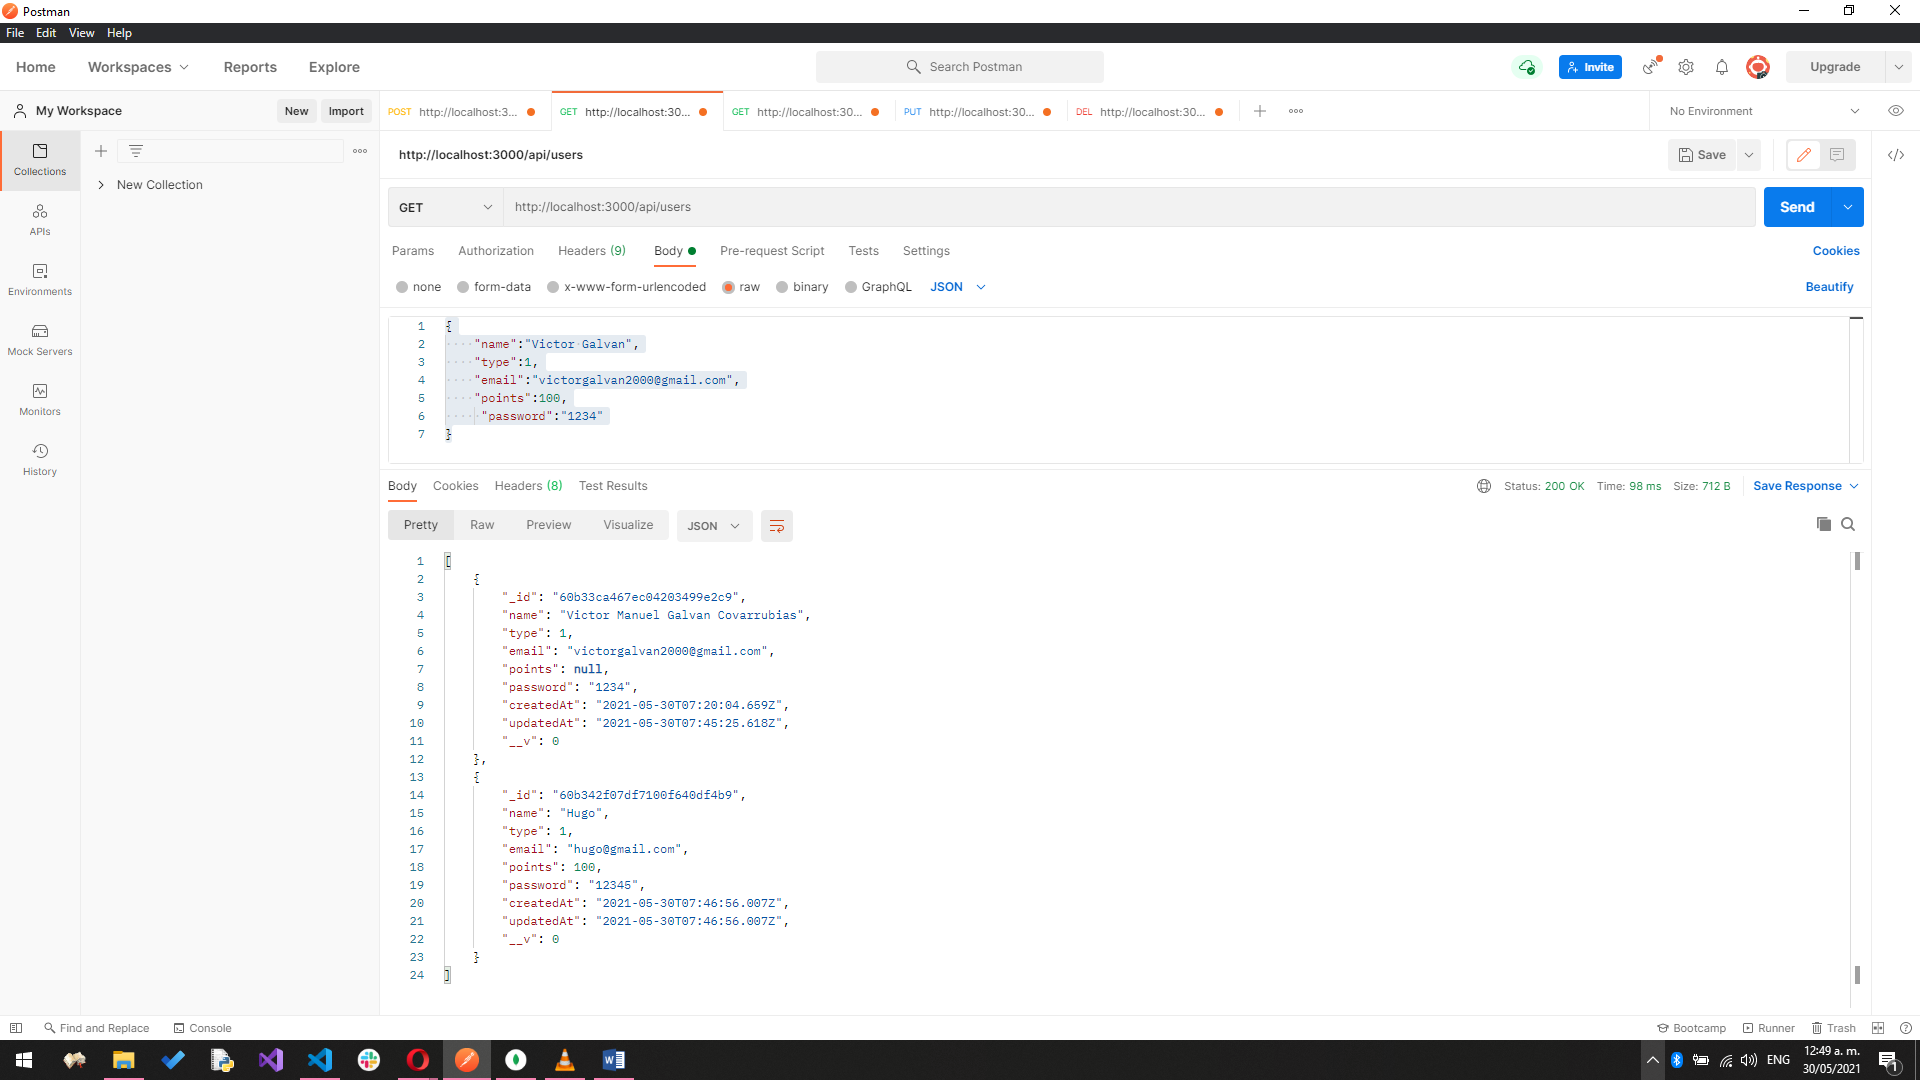 Postman
File Edit View Help
Home Workspaces Reports Explore Search Postman Invite Upgrade
My Workspace New Import POST http://localhost:3... GET http://localhost:30... GET http://localhost:30... PUT http://localhost:30... DEL http://localhost:30... No Environment
Collections
APIs
Environments
Mock Servers
Monitors
History
New Collection
http://localhost:3000/api/users Save
GET http://localhost:3000/api/users Send
Params Authorization Headers (9) Body Pre-request Script Tests Settings Cookies
none form-data x-www-form-urlencoded raw binary GraphQL JSON Beautify
1 {
2 "name":"Victor Galvan",
3 "type":1,
4 "email":"victorgalvan2000@gmail.com",
5 "points":100,
6 "password":"1234"
7 }
Body Cookies Headers (8) Test Results Status: 200 OK Time: 98 ms Size: 712 B Save Response
Pretty Raw Preview Visualize JSON
1 [
2 {
3 "_id": "60b33ca467ec04203499e2c9",
4 "name": "Victor Manuel Galvan Covarrubias",
5 "type": 1,
6 "email": "victorgalvan2000@gmail.com",
7 "points": null,
8 "password": "1234",
9 "createdAt": "2021-05-30T07:20:04.659Z",
10 "updatedAt": "2021-05-30T07:45:25.618Z",
11 "__v": 0
12 },
13 {
14 "_id": "60b342f07df7100f640df4b9",
15 "name": "Hugo",
16 "type": 1,
17 "email": "hugo@gmail.com",
18 "points": 100,
19 "password": "12345",
20 "createdAt": "2021-05-30T07:46:56.007Z",
21 "updatedAt": "2021-05-30T07:46:56.007Z",
22 "__v": 0
23 }
24 ]
Find and Replace Console Bootcamp Runner Trash
ENG 12:49 a. m.
30/05/2021 1